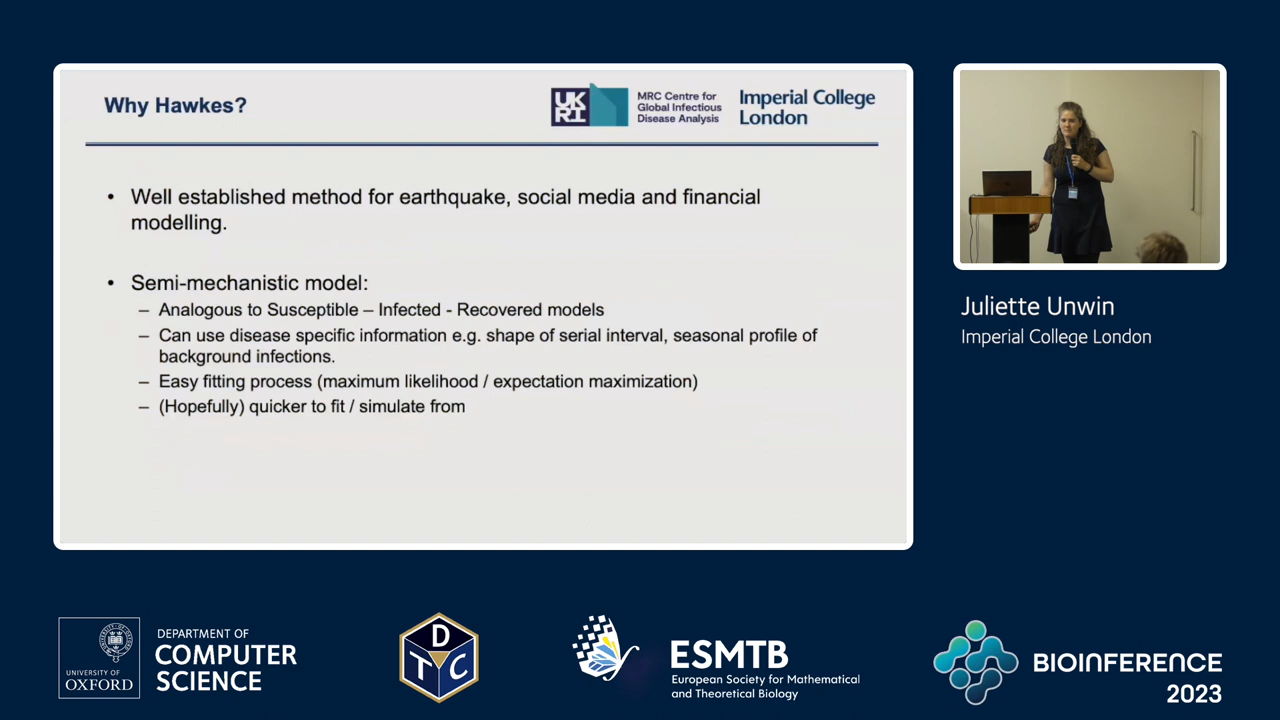 Why Hawkes?
UK
RI
MRC Centre for
Global Infectious
Disease Analysis
Imperial College
London
• Well established method for earthquake, social media and financial
modelling.
• Semi-mechanistic model:
– Analogous to Susceptible – Infected - Recovered models
– Can use disease specific information e.g. shape of serial interval, seasonal profile of
background infections.
– Easy fitting process (maximum likelihood / expectation maximization)
– (Hopefully) quicker to fit / simulate from
Juliette Unwin
Imperial College London
UNIVERSITY OF
OXFORD
DEPARTMENT OF
COMPUTER
SCIENCE
D
T C
ESMTB
European Society for Mathematical
and Theoretical Biology
BIOINFERENCE
2023